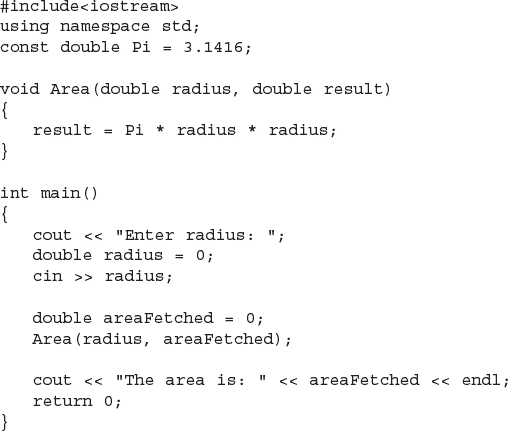 #include<iostream>
using namespace std;
const double Pi = 3.1416;

void Area(double radius, double result)
{
    result = Pi * radius * radius;
}

int main()
{
    cout << "Enter radius: ";
    double radius = 0;
    cin >> radius;

    double areaFetched = 0;
    Area(radius, areaFetched);

    cout << "The area is: " << areaFetched << endl;
    return 0;
}